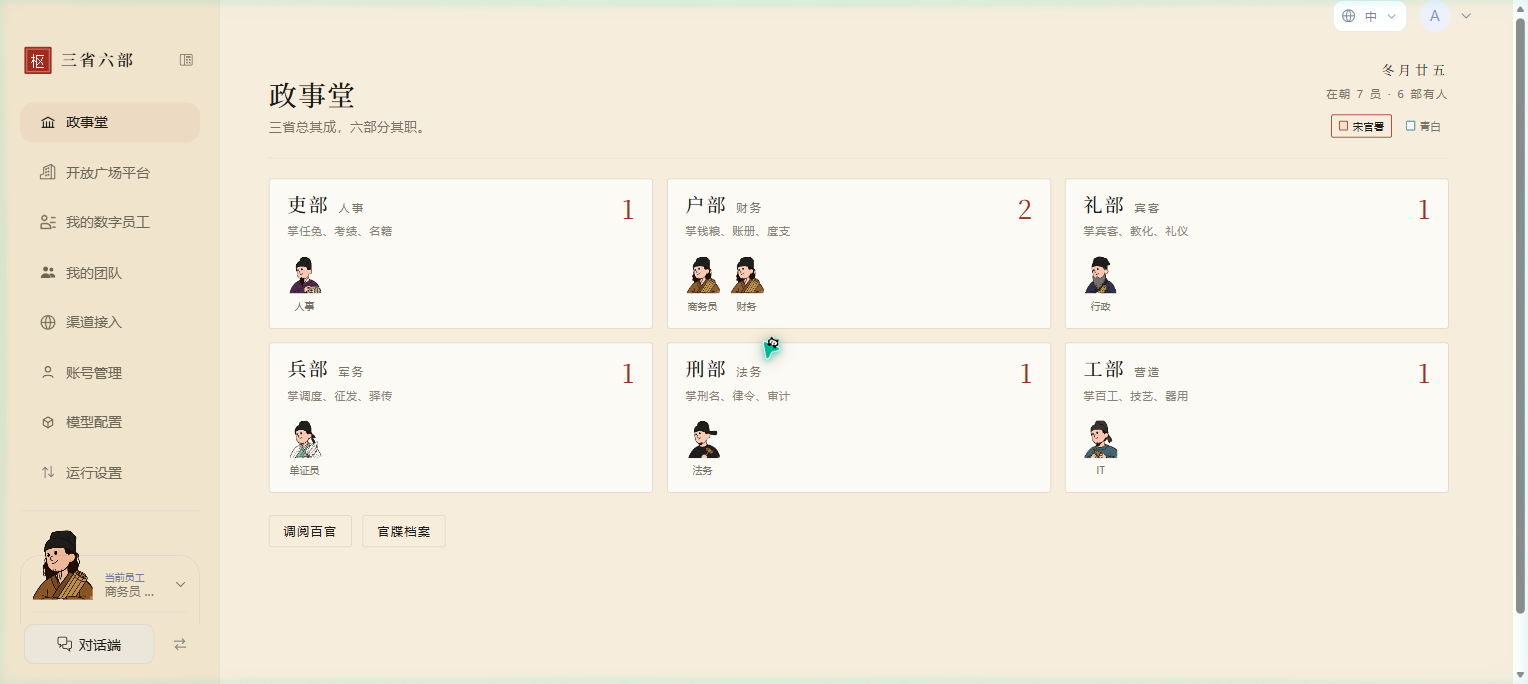 中
A
枢
三省六部
政事堂
开放广场平台
我的数字员工
我的团队
渠道接入
账号管理
模型配置
运行设置
当前员工
商务员 ...
对话端
政事堂
三省总其成，六部分其职。
冬月廿五
在朝 7 员 · 6 部有人
宋官署
青白
吏部 人事 1
掌任免、考绩、名籍
人事
户部 财务 2
掌钱粮、账册、度支
商务员 财务
礼部 宾客 1
掌宾客、教化、礼仪
行政
兵部 军务 1
掌调度、征发、驿传
单证员
刑部 法务 1
掌刑名、律令、审计
法务
工部 营造 1
掌百工、技艺、器用
IT
调阅百官
官牒档案